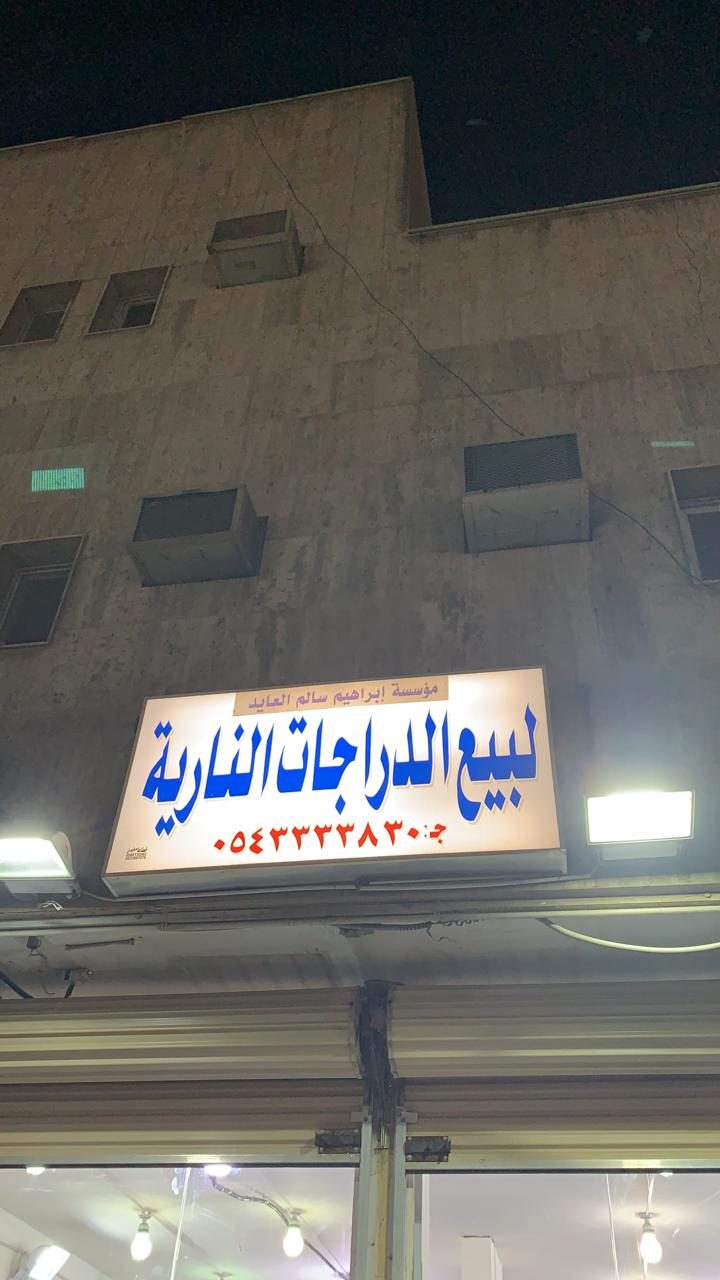 مؤسسة إبراهيم سالم العايد
لبيع الدراجات النارية
ج: ٠٥٤٣٣٣٣٨٣٠